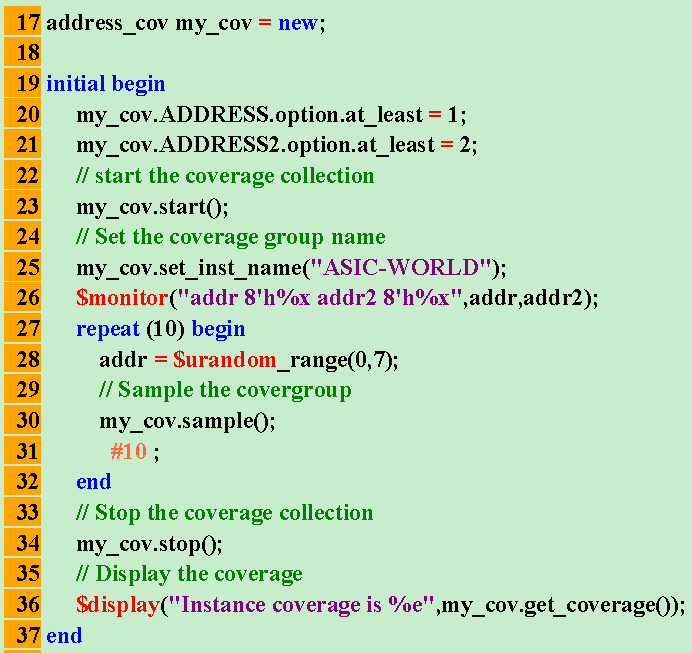 17 address_cov my_cov = new;
18
19 initial begin
20 my_cov.ADDRESS.option.at_least = 1;
21 my_cov.ADDRESS2.option.at_least = 2;
22 // start the coverage collection
23 my_cov.start();
24 // Set the coverage group name
25 my_cov.set_inst_name("ASIC-WORLD");
26 $monitor("addr 8'h%x addr2 8'h%x",addr,addr2);
27 repeat (10) begin
28 addr = $urandom_range(0,7);
29 // Sample the covergroup
30 my_cov.sample();
31 #10 ;
32 end
33 // Stop the coverage collection
34 my_cov.stop();
35 // Display the coverage
36 $display("Instance coverage is %e",my_cov.get_coverage());
37 end